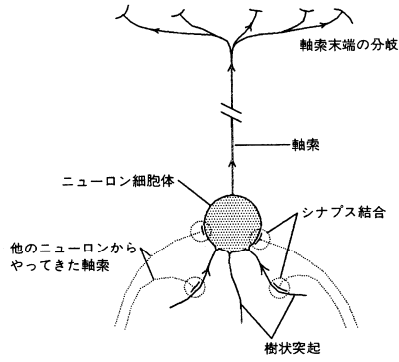 軸索末端の分岐
軸索
ニューロン細胞体
シナプス結合
他のニューロンから
やってきた軸索
樹状突起